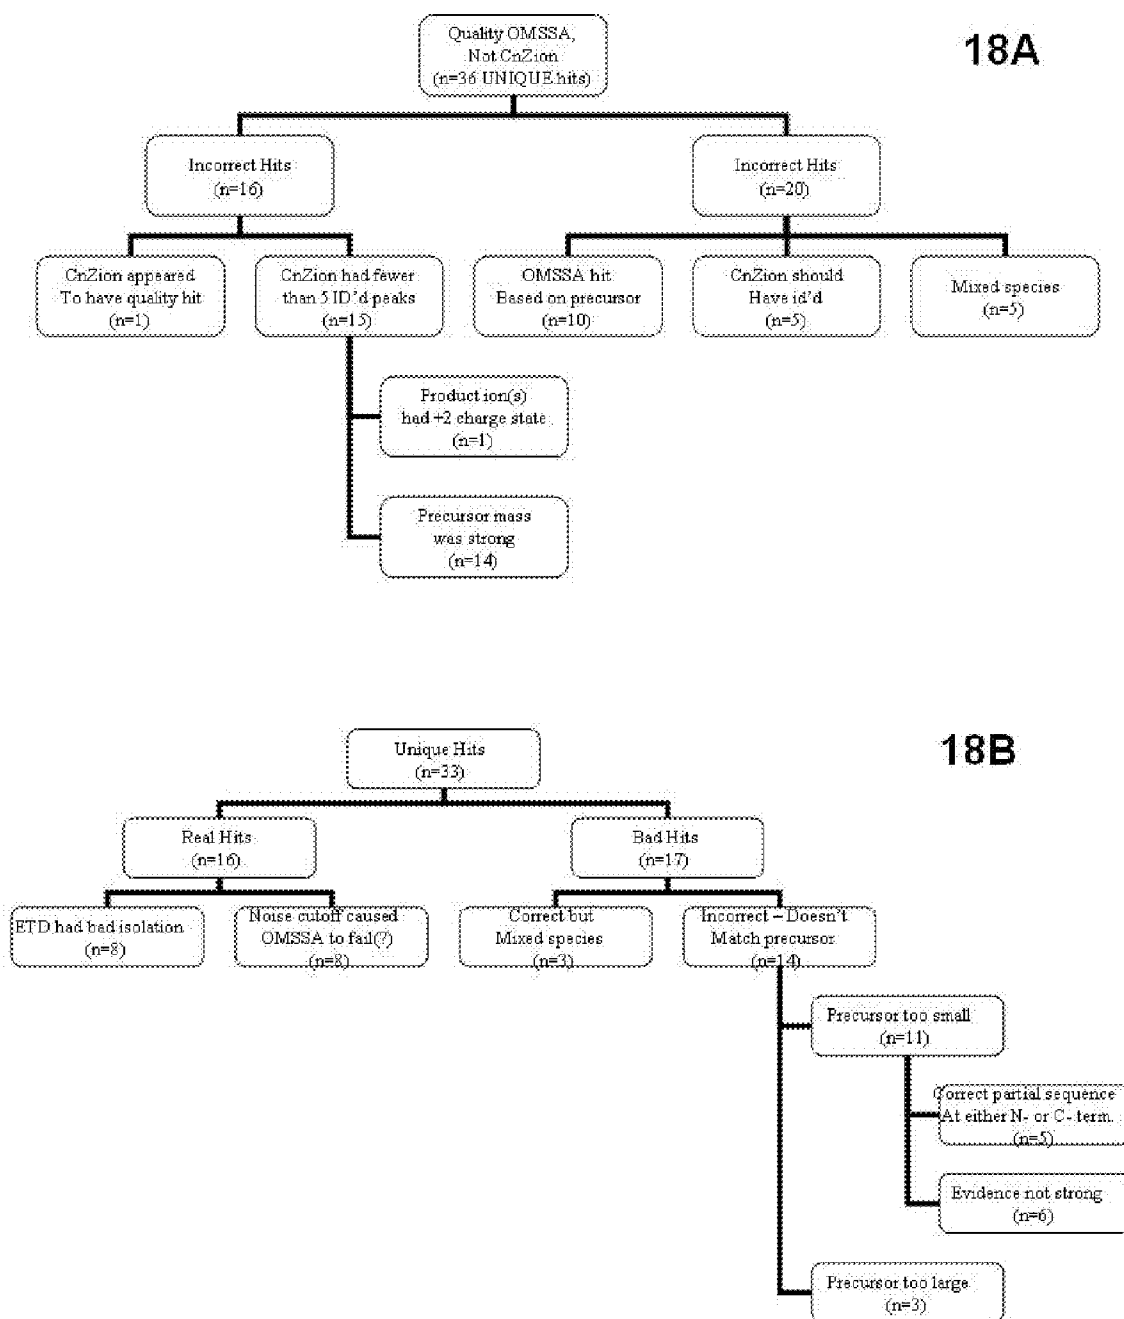 Quality OMSSA,
Not CnZion
(n=36 UNIQUE hits)
18A
Incorrect Hits
(n=16)
Incorrect Hits
(n=20)
CnZion appeared
To have quality hit
(n=1)
CnZion had fewer
than 5 ID'd peaks
(n=15)
OMSSA hit
Based on precursor
(n=10)
CnZion should
Have id'd
(n=5)
Mixed species
(n=5)
Product ion(s)
had +2 charge state
(n=1)
Precursor mass
was strong
(n=14)
Unique Hits
(n=33)
18B
Real Hits
(n=16)
Bad Hits
(n=17)
ETD had bad isolation
(n=8)
Noise cutoff caused
OMSSA to fail(?)
(n=8)
Correct but
Mixed species
(n=3)
Incorrect – Doesn't
Match precursor
(n=14)
Precursor too small
(n=11)
Correct partial sequence
At either N- or C- term.
(n=5)
Evidence not strong
(n=6)
Precursor too large
(n=3)